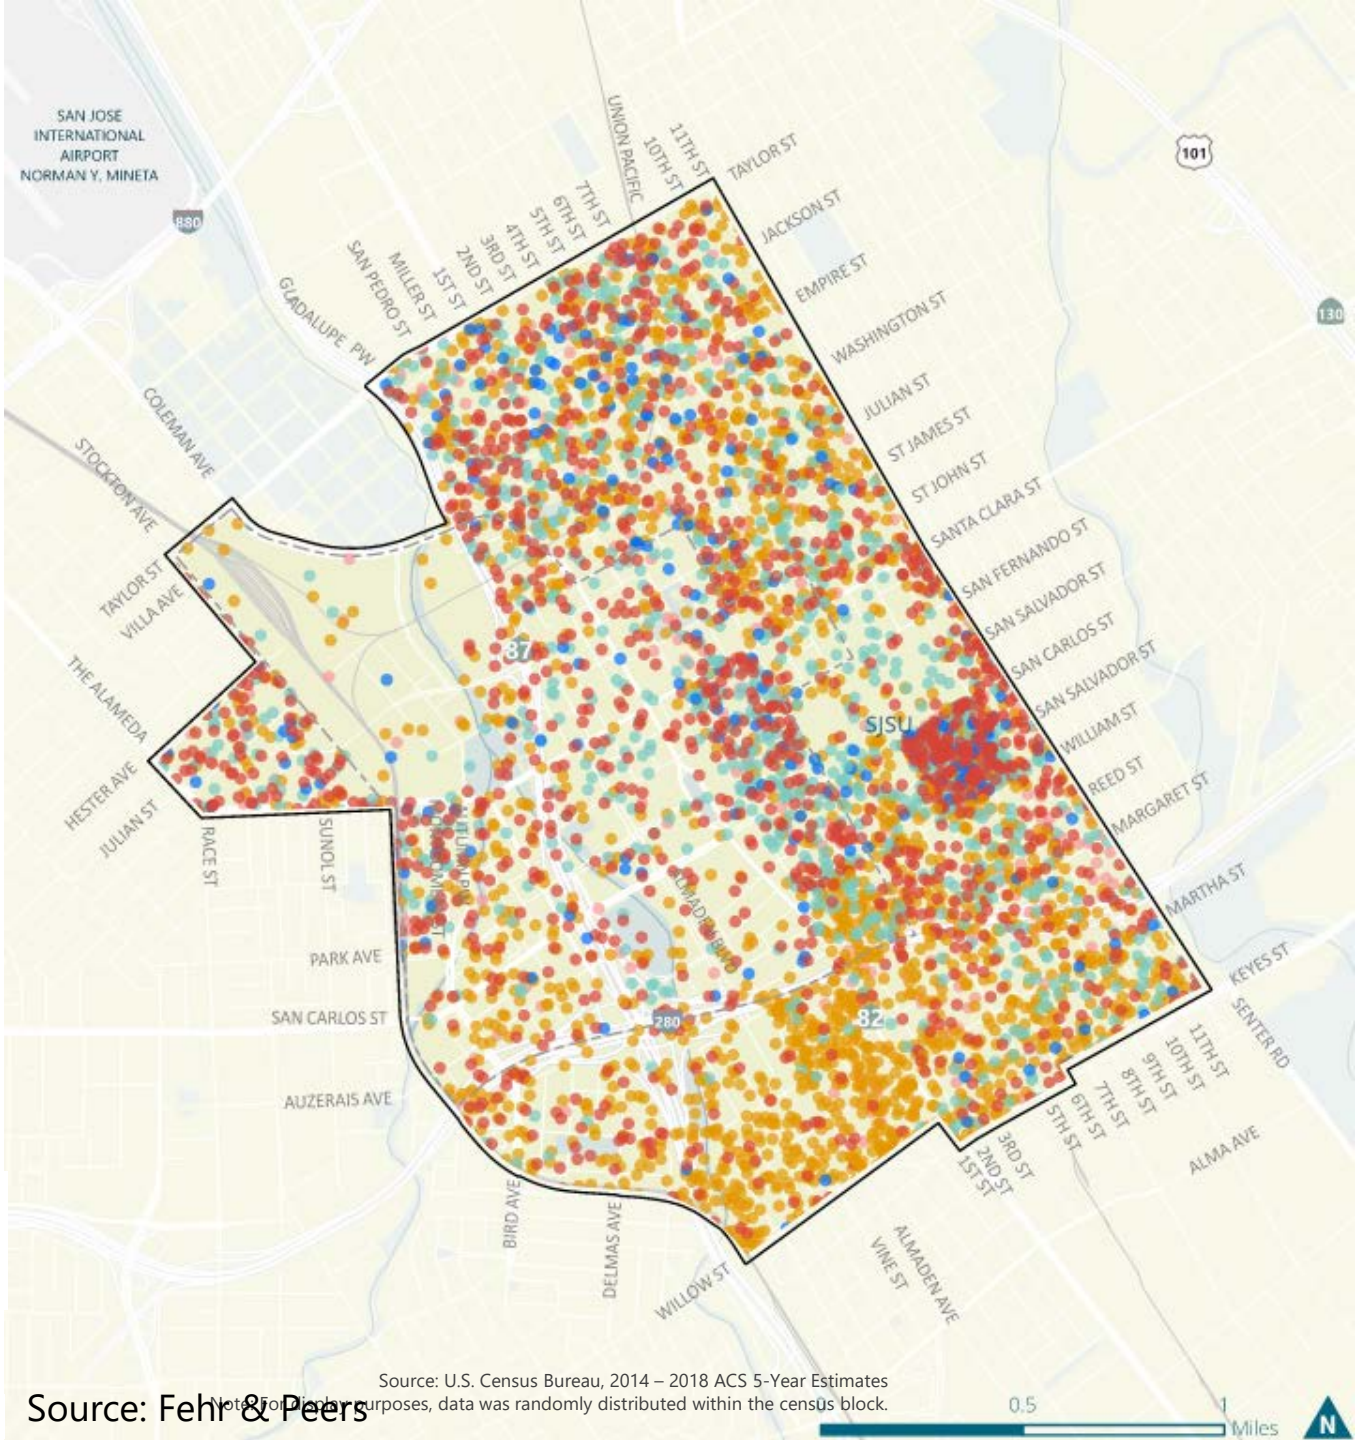 SAN JOSE
INTERNATIONAL
AIRPORT
NORMAN Y, MINETA
880
101
130
UNION PACIFIC
11TH ST
10TH ST
TAYLOR ST
7TH ST
6TH ST
5TH ST
4TH ST
3RD ST
2ND ST
1ST ST
MILLER ST
SAN PEDRO ST
GUADALUPE PW
JACKSON ST
EMPIRE ST
WASHINGTON ST
JULIAN ST
ST JAMES ST
ST JOHN ST
SANTA CLARA ST
SAN FERNANDO ST
SAN SALVADOR ST
SAN CARLOS ST
SAN SALVADOR ST
WILLIAM ST
REED ST
MARGARET ST
MARTHA ST
KEYES ST
SENTER RD
COLEMAN AVE
STOCKTON AVE
TAYLOR ST
VILLA AVE
THE ALAMEDA
HESTER AVE
JULIAN ST
RACE ST
SUNOL ST
87
SJSU
ALMADEN BLVD
AUTUMN PW
PARK AVE
SAN CARLOS ST
280
82
AUZERAIS AVE
11TH ST
10TH ST
9TH ST
8TH ST
7TH ST
6TH ST
5TH ST
3RD ST
2ND ST
1ST ST
ALMA AVE
BIRD AVE
DELMAS AVE
WILLOW ST
VINE ST
ALMADEN AVE
Source: U.S. Census Bureau, 2014 – 2018 ACS 5-Year Estimates
Note: For display purposes, data was randomly distributed within the census block.
Source: Fehr & Peers
0 0.5 1
Miles
N